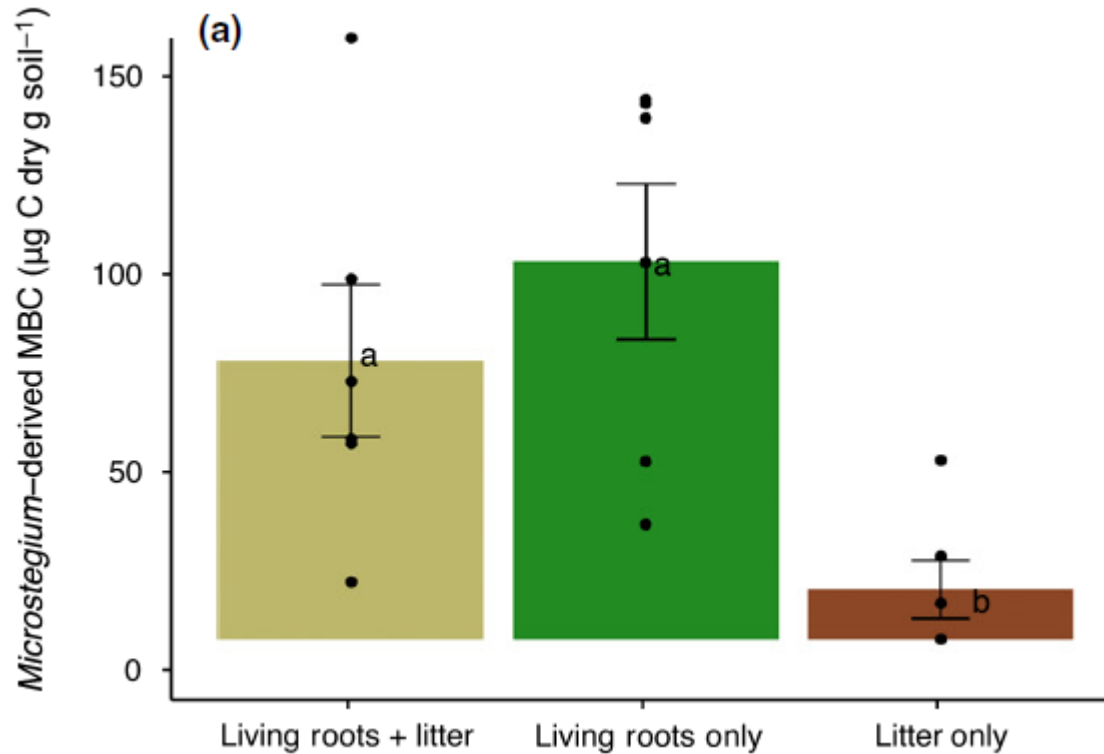 (a)
Microstegium–derived MBC (µg C dry g soil⁻¹)
150
100
50
0
a
a
b
Living roots + litter
Living roots only
Litter only